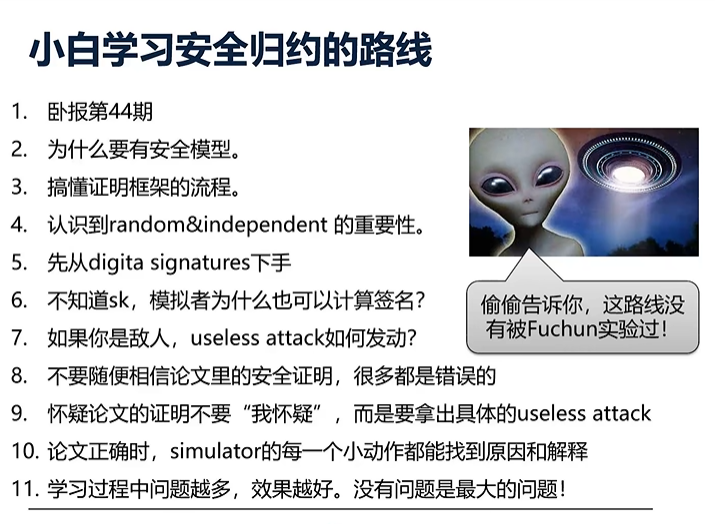 小白学习安全归约的路线
1. 卧报第44期
2. 为什么要有安全模型。
3. 搞懂证明框架的流程。
4. 认识到random&independent 的重要性。
5. 先从digita signatures下手
6. 不知道sk，模拟者为什么也可以计算签名？
7. 如果你是敌人，useless attack如何发动？
8. 不要随便相信论文里的安全证明，很多都是错误的
9. 怀疑论文的证明不要“我怀疑”，而是要拿出具体的useless attack
10. 论文正确时，simulator的每一个小动作都能找到原因和解释
11. 学习过程中问题越多，效果越好。没有问题是最大的问题！
偷偷告诉你，这路线没
有被Fuchun实验过！